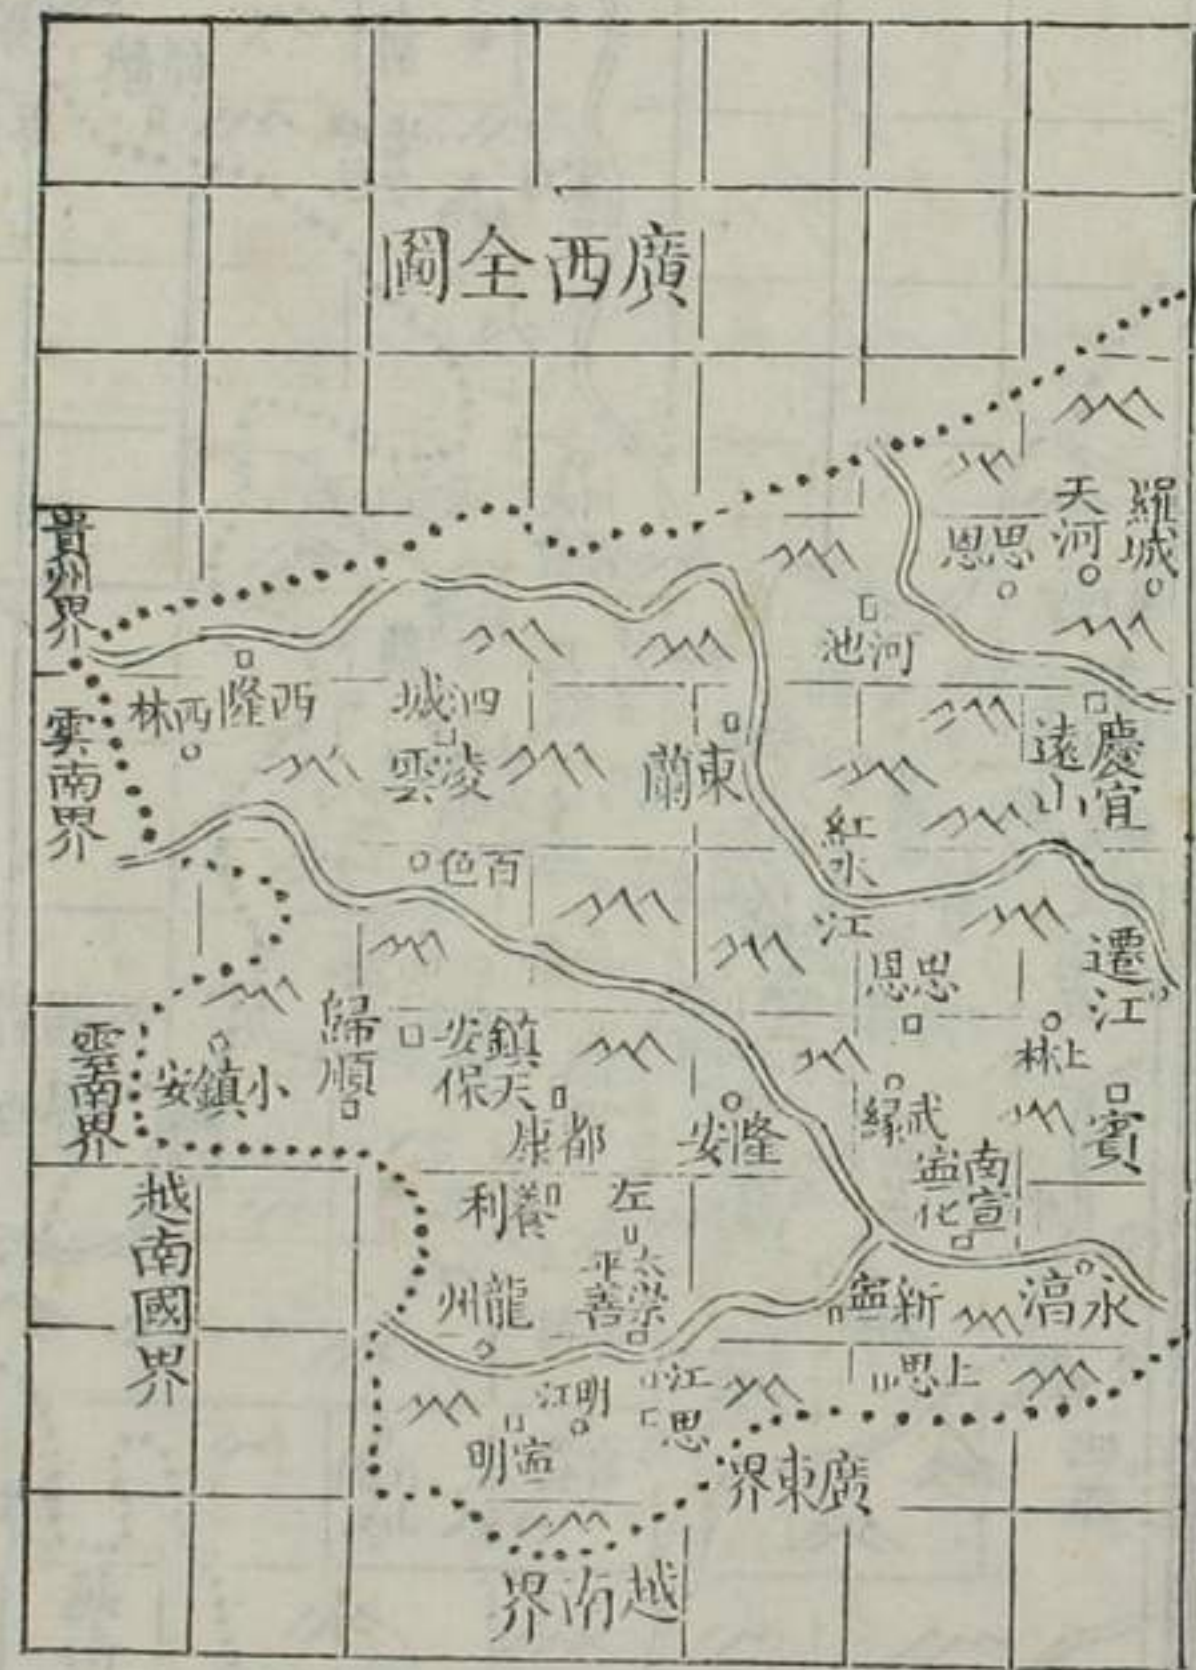 廣西全圖
羅城
天河
思恩
河池
慶遠
宜山
東蘭
紅水江
泗城
凌雲
西隆
西林
百色
貴州界
雲南界
遷江
上林
賓
思恩
武緣
南寧
宣化
永淳
新寧
上思
隆安
鎮安
天保
都康
歸順
小鎮安
雲南界
左
養利
太平
崇善
龍州
江
思
明江
寧明
越南國界
廣東界
越南界